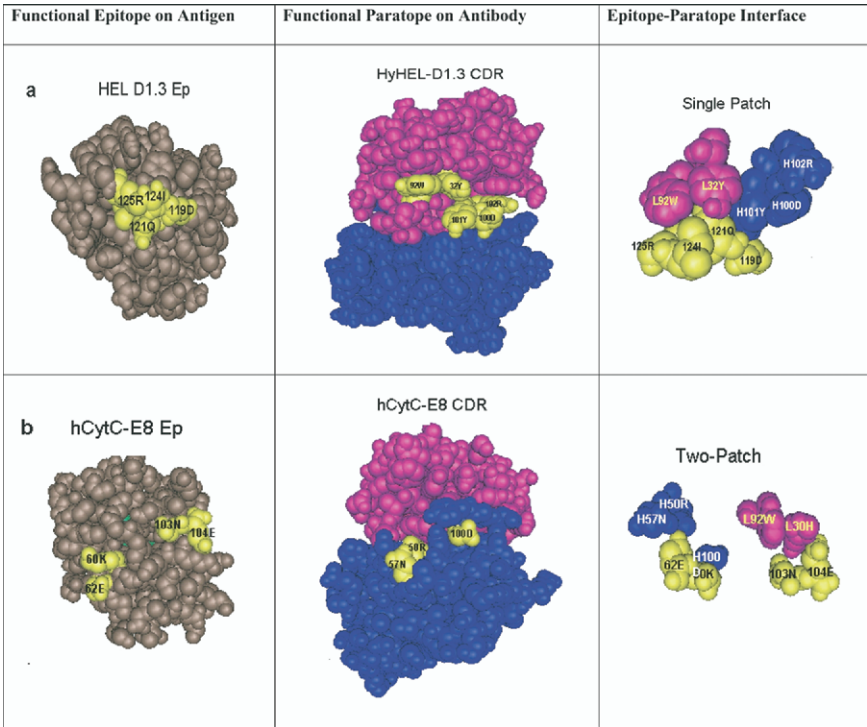 Functional Epitope on Antigen
Functional Paratope on Antibody
Epitope-Paratope Interface
a
HEL D1.3 Ep
125R
124I
119D
121Q
HyHEL-D1.3 CDR
92W
32Y
102R
101Y
100D
Single Patch
H102R
L32Y
L92W
H101Y
H100D
121Q
125R
124I
119D
b
hCytC-E8 Ep
103N
104E
60K
62E
hCytC-E8 CDR
100D
50R
57N
Two-Patch
H50R
H57N
L92W
L30H
H100
D
62E
60K
103N
104E